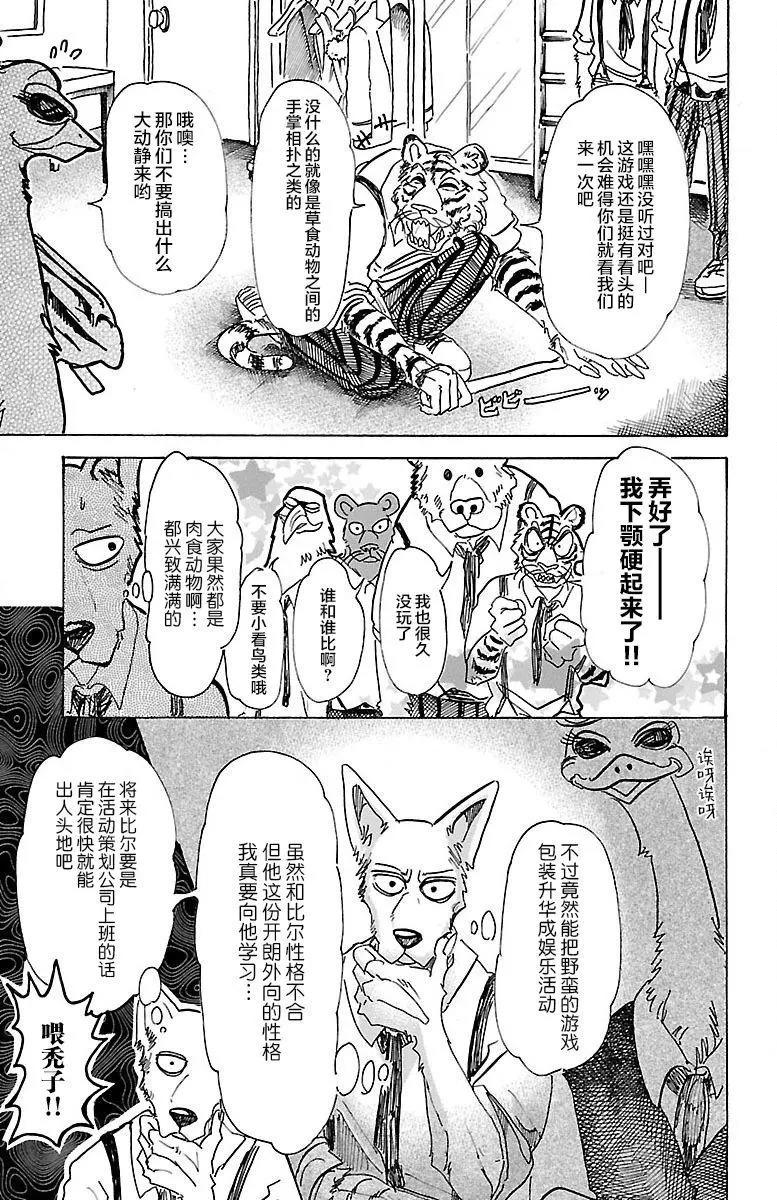 嘿嘿嘿没听过对吧—
这游戏还是挺有看头的
机会难得你们就看我们
来一次吧
没什么的就像是草食动物之间的
手掌相扑之类的
哦噢…
那你们不要搞出什么
大动静来哟
ビビーー
弄好了——
我下颚硬起来了!!
我也很久
没玩了
谁和谁比啊?
不要小看鸟类哦
大家果然都是
肉食动物啊…
都兴致满满的
诶呀诶呀
不过竟然能把野蛮的游戏
包装升华成娱乐活动
虽然和比尔性格不合
但他这份开朗外向的性格
我真要向他学习…
将来比尔要是
在活动策划公司上班的话
肯定很快就能
出人头地吧
喂秃子!!